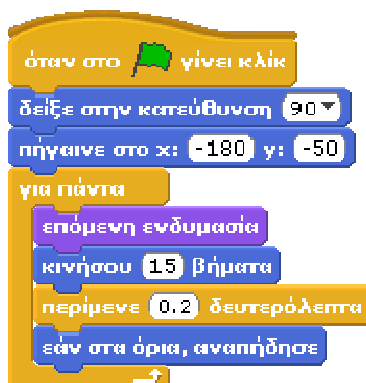 όταν στο γίνει κλίκ
δείξε στην κατεύθυνση 90
πήγαινε στο x: -180 y: -50
για πάντα
επόμενη ενδυμασία
κινήσου 15 βήματα
περίμενε 0.2 δευτερόλεπτα
εάν στα όρια, αναπήδησε